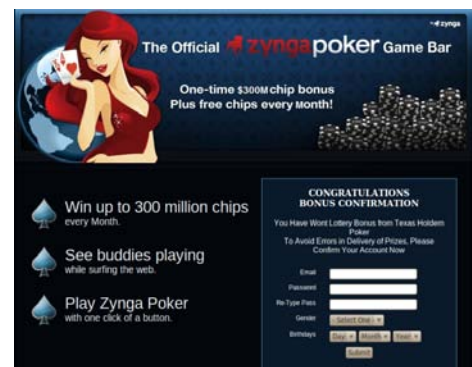 zynga
The Official zyngapoker Game Bar
One-time $300M chip bonus
Plus free chips every Month!
Win up to 300 million chips
every Month.
See buddies playing
while surfing the web.
Play Zynga Poker
with one click of a button.
CONGRATULATIONS
BONUS CONFIRMATION
You Have Wont Lottery Bonus from Texas Holdem
Poker
To Avoid Errors in Delivery of Prizes, Please
Confirm Your Account Now
Email
Password
Re-Type Pass
Gender - Select One -
Birthdays Day Month Year
Submit